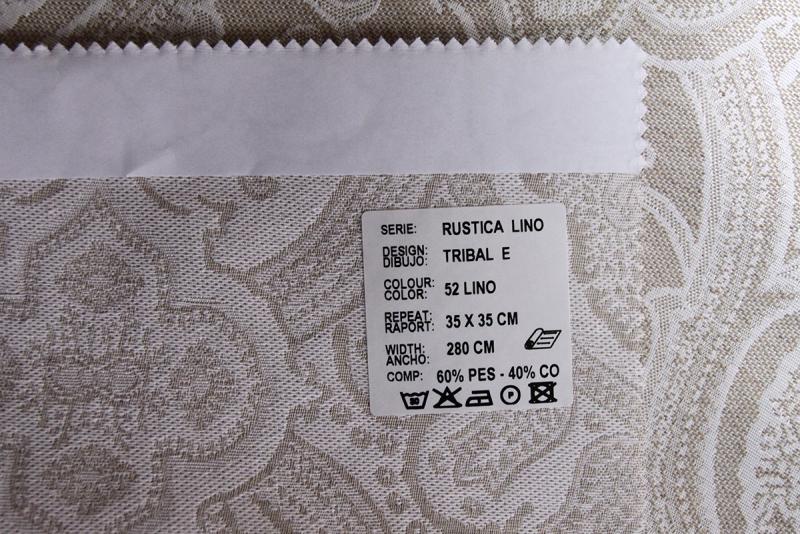 SERIE: RUSTICA LINO
DESIGN: TRIBAL E
DIBUJO:
COLOUR: 52 LINO
COLOR:
REPEAT: 35 X 35 CM
RAPORT:
WIDTH: 280 CM
ANCHO:
COMP: 60% PES - 40% CO
P